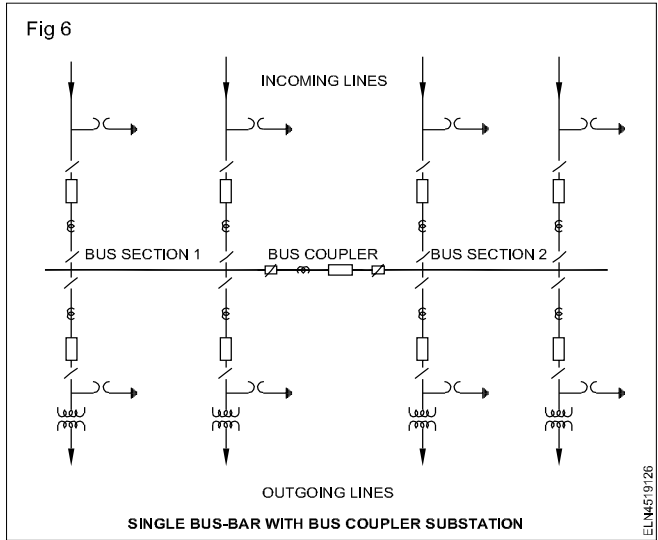 Fig 6
INCOMING LINES
BUS SECTION 1
BUS COUPLER
BUS SECTION 2
OUTGOING LINES
SINGLE BUS-BAR WITH BUS COUPLER SUBSTATION
ELN4519126